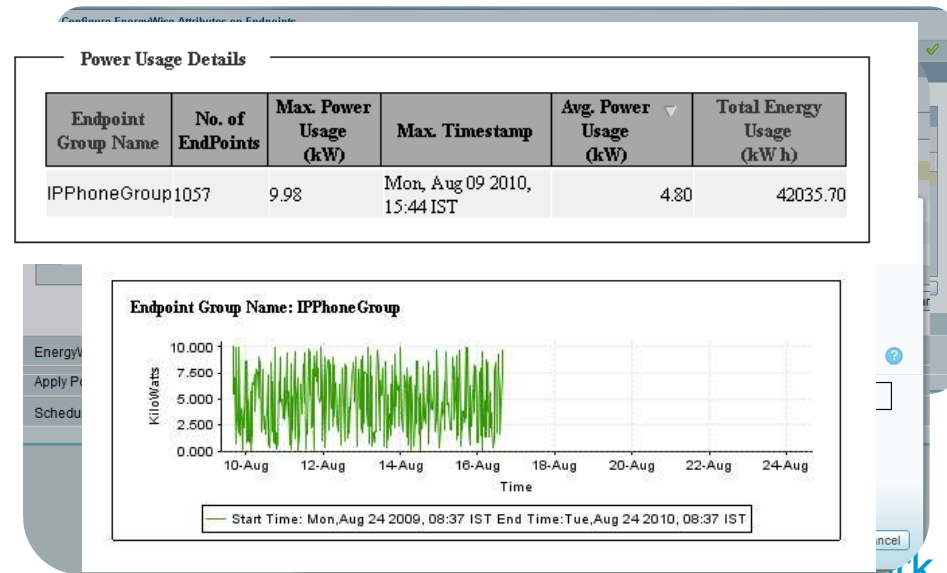 Configure EnergyWise Attributes on Endpoints
Power Usage Details
Endpoint Group Name No. of EndPoints Max. Power Usage (kW) Max. Timestamp Avg. Power Usage (kW) Total Energy Usage (kW h)
IPPhoneGroup 1057 9.98 Mon, Aug 09 2010, 15:44 IST 4.80 42035.70
Endpoint Group Name: IPPhoneGroup
KiloWatts
10.000
7.500
5.000
2.500
0.000
10-Aug 12-Aug 14-Aug 16-Aug 18-Aug 20-Aug 22-Aug 24-Aug
Time
Start Time: Mon,Aug 24 2009, 08:37 IST End Time:Tue,Aug 24 2010, 08:37 IST